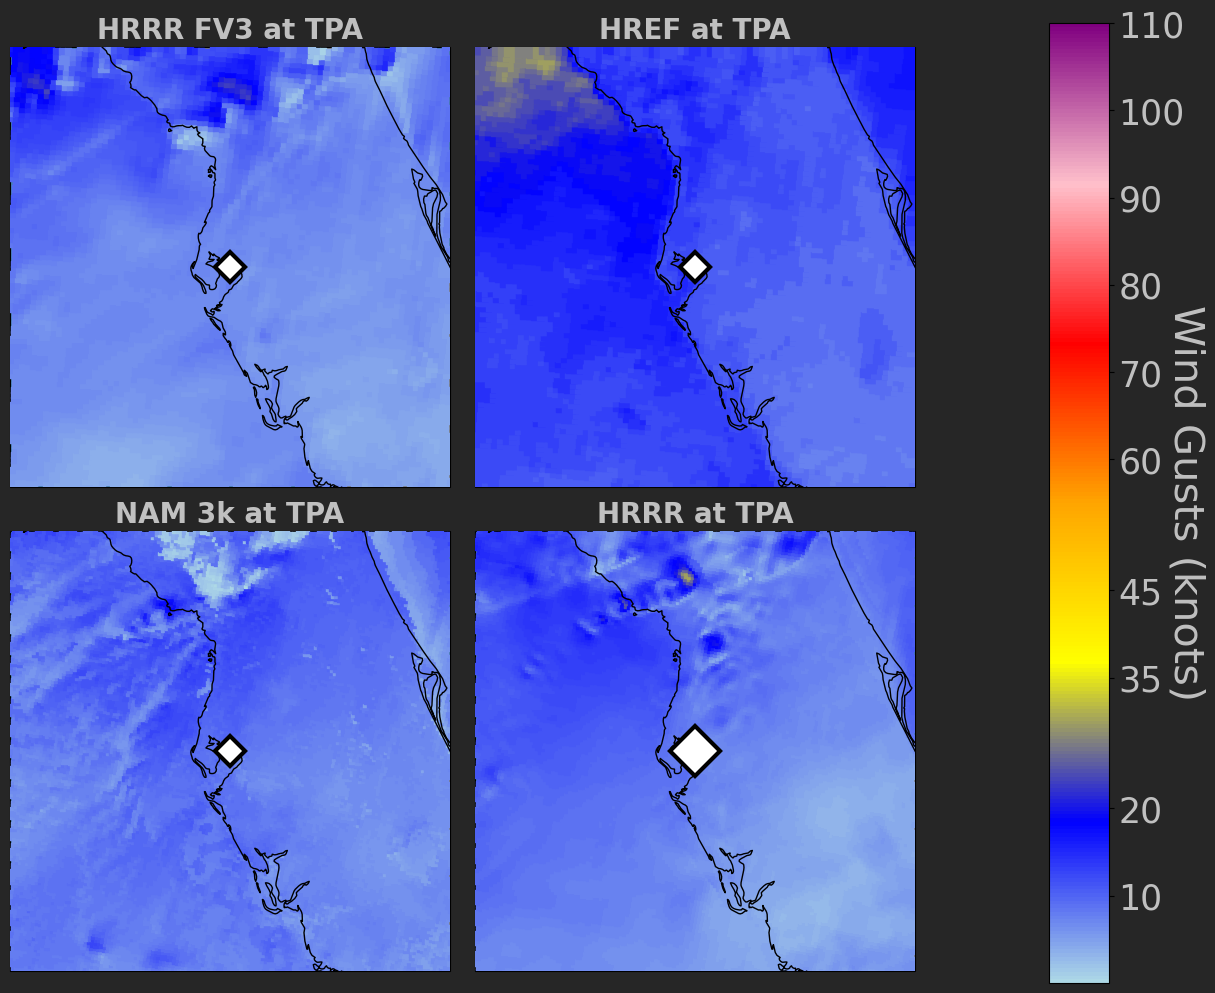 HRRR FV3 at TPA
HREF at TPA
NAM 3k at TPA
HRRR at TPA
110
100
90
80
70
60
45
35
20
10
Wind Gusts (knots)